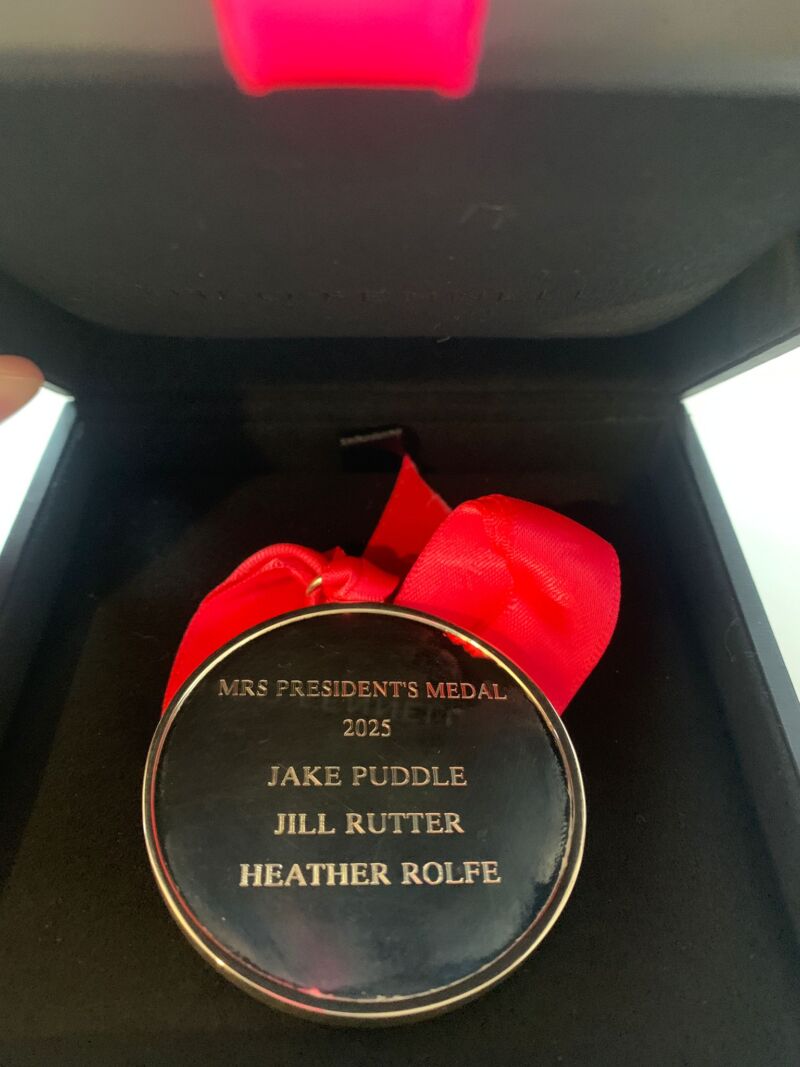 MRS PRESIDENT'S MEDAL
2025
JAKE PUDDLE
JILL RUTTER
HEATHER ROLFE